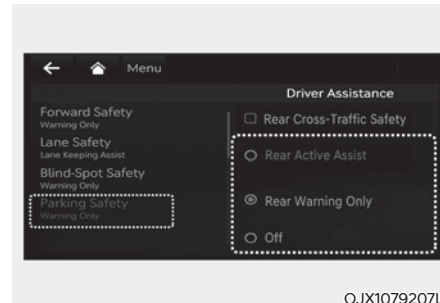 Menu
Driver Assistance
Forward Safety
Warning Only
Lane Safety
Lane Keeping Assist
Blind-Spot Safety
Warning Only
Parking Safety
Warning Only
Rear Cross-Traffic Safety
Rear Active Assist
Rear Warning Only
Off
OJX1079207L